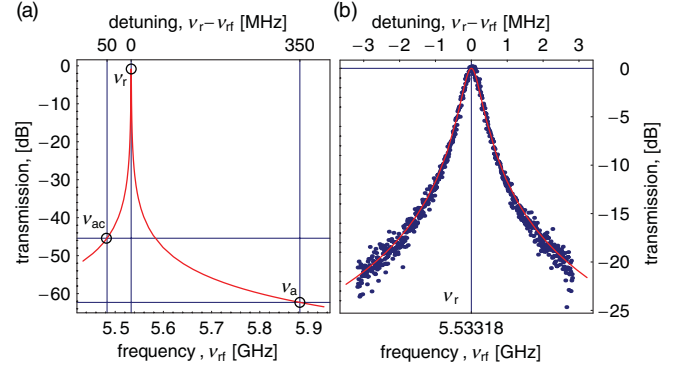 (a)
detuning, νr − νrf [MHz]
50 0 350
0
−10
−20
−30
−40
−50
−60
transmission, [dB]
νr
νac
νa
5.5 5.6 5.7 5.8 5.9
frequency , νrf [GHz]
(b)
detuning, νr − νrf [MHz]
−3 −2 −1 0 1 2 3
0
−5
−10
−15
−20
−25
transmission, [dB]
νr
5.53318
frequency , νrf [GHz]